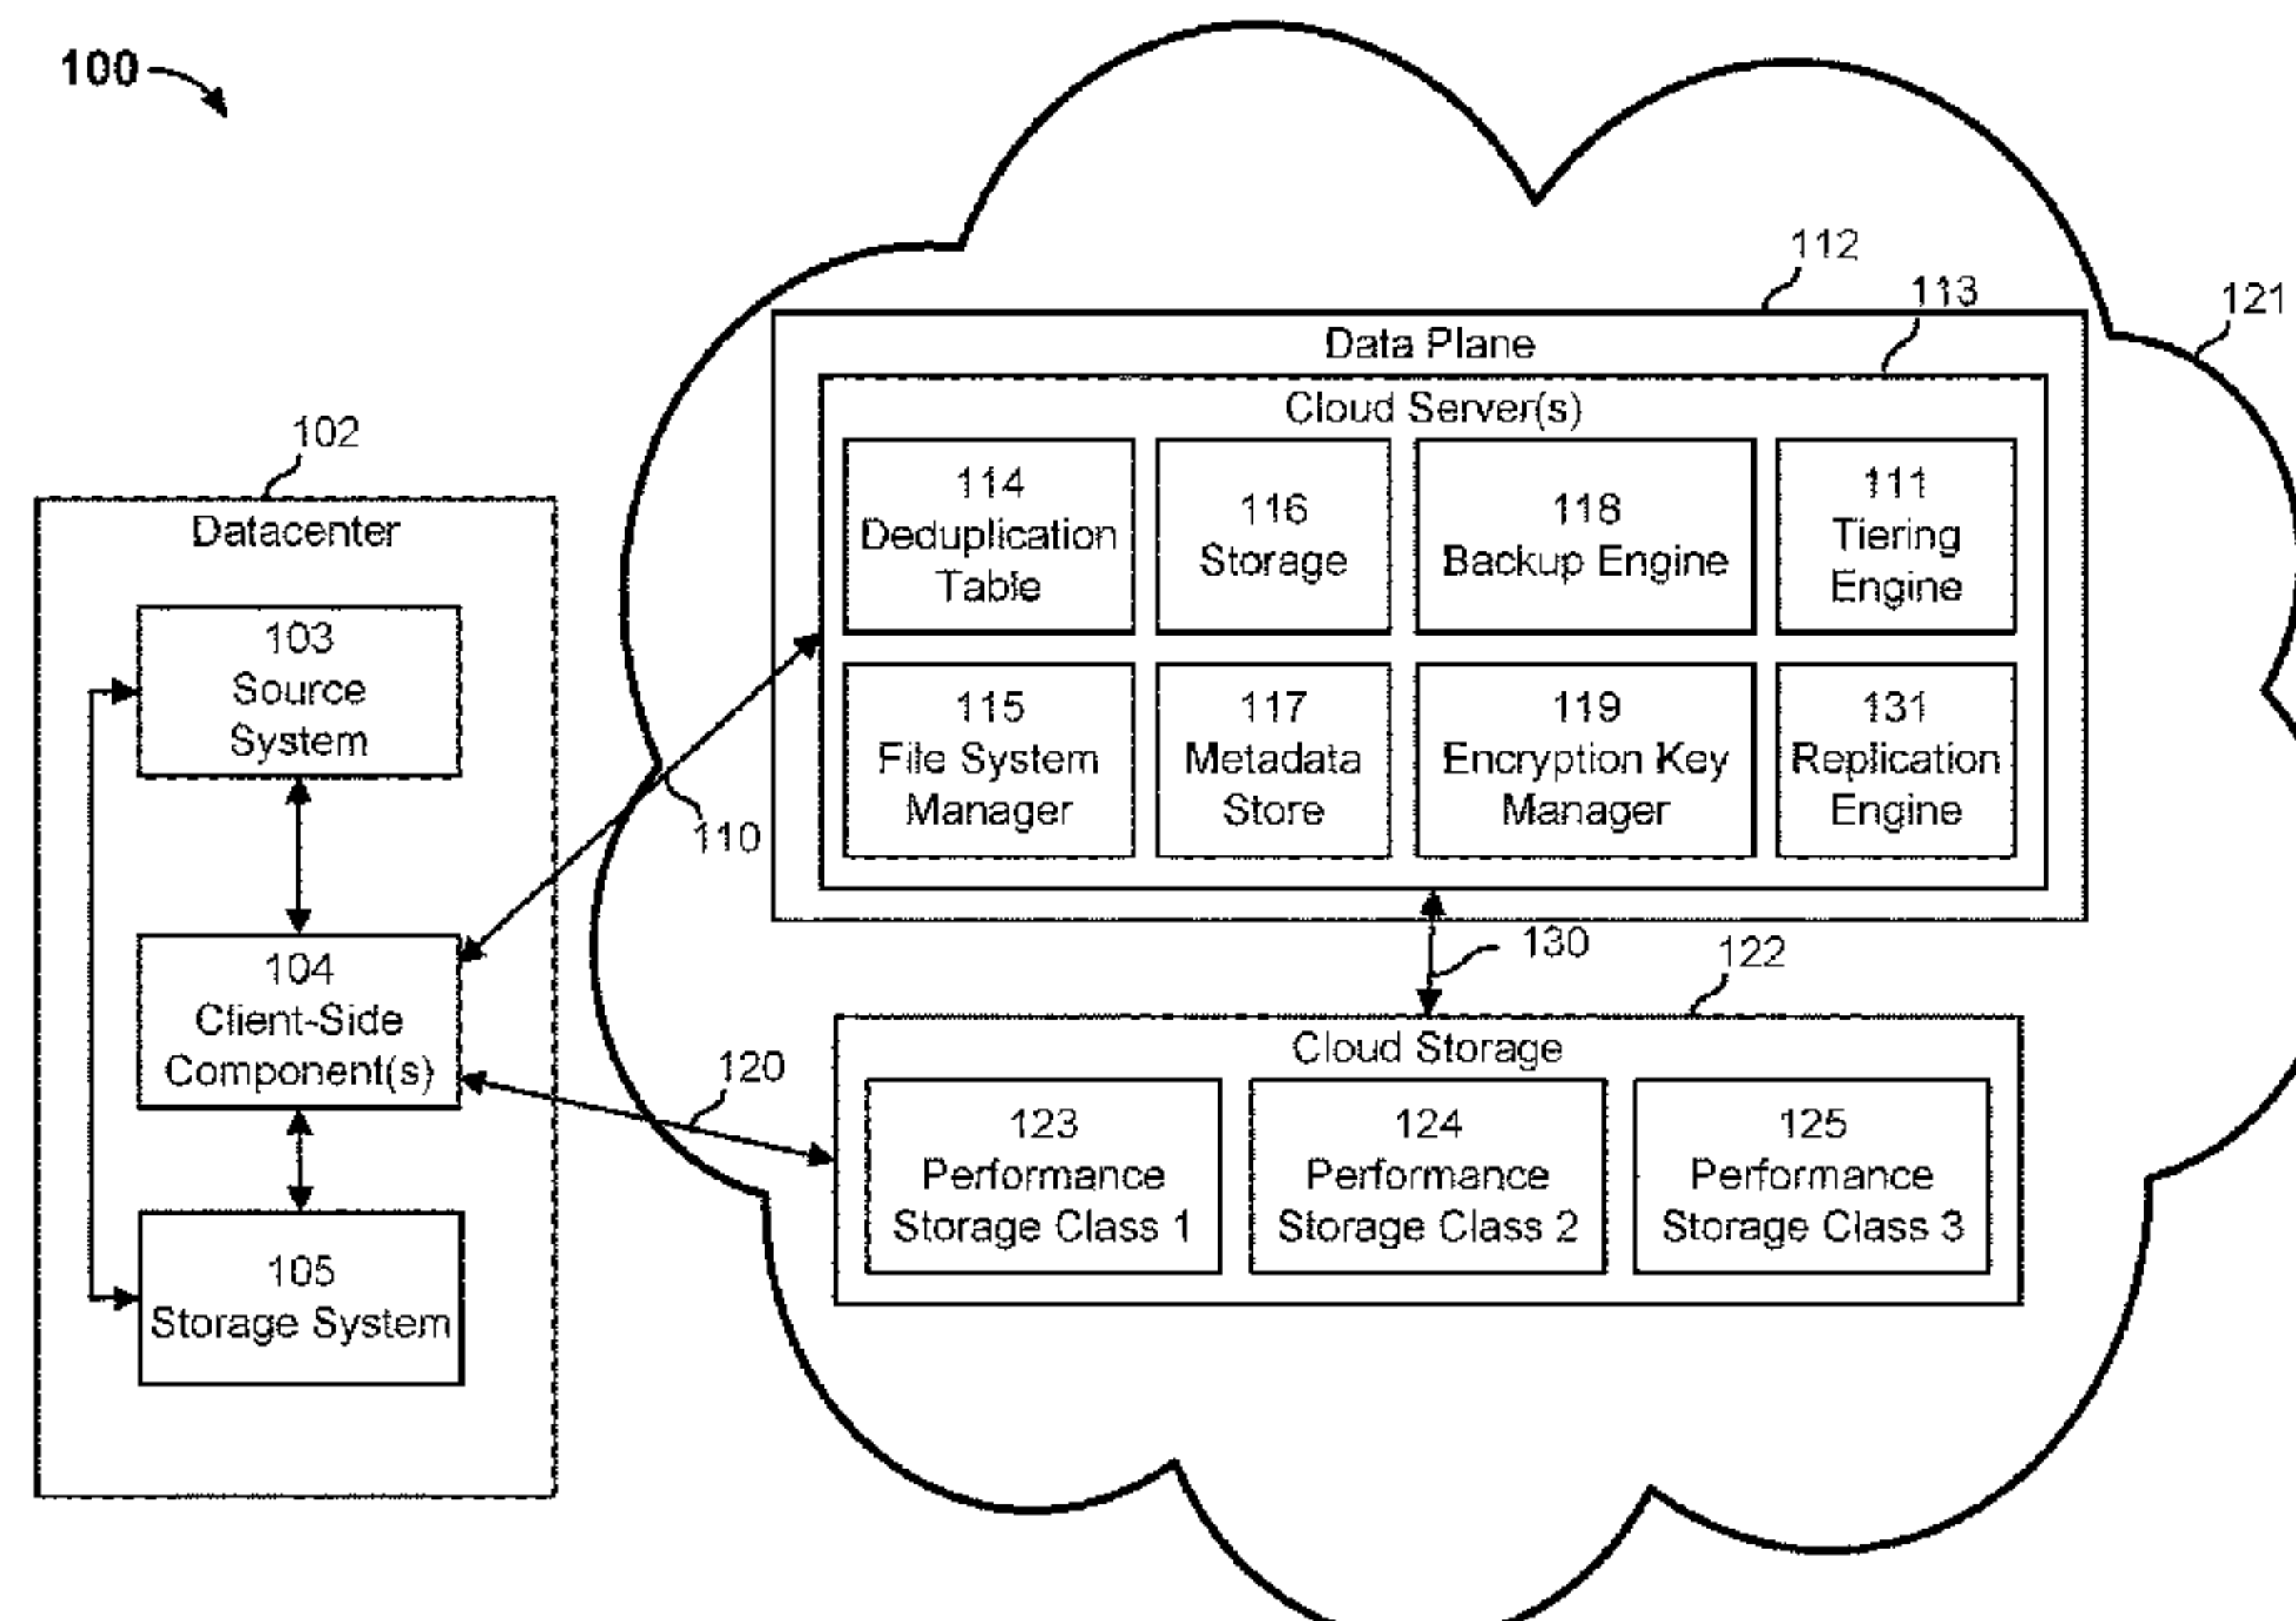 100
102
Datacenter
103
Source
System
104
Client-Side
Component(s)
105
Storage System
110
120
112
113
121
Data Plane
Cloud Server(s)
114
Deduplication
Table
116
Storage
118
Backup Engine
111
Tiering
Engine
115
File System
Manager
117
Metadata
Store
119
Encryption Key
Manager
131
Replication
Engine
130
122
Cloud Storage
123
Performance
Storage Class 1
124
Performance
Storage Class 2
125
Performance
Storage Class 3